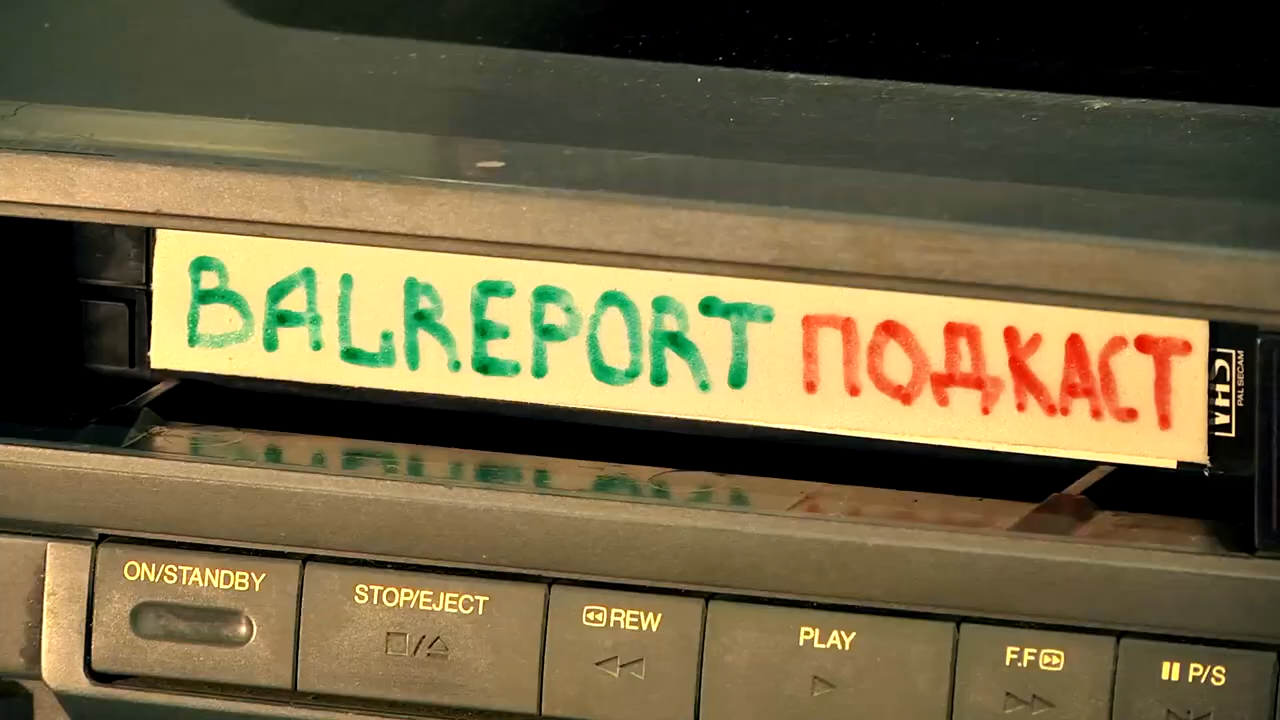 BALREPORT ПОДКАСТ
VHS
PAL SECAM
ON/STANDBY
STOP/EJECT
REW
PLAY
F.F
P/S